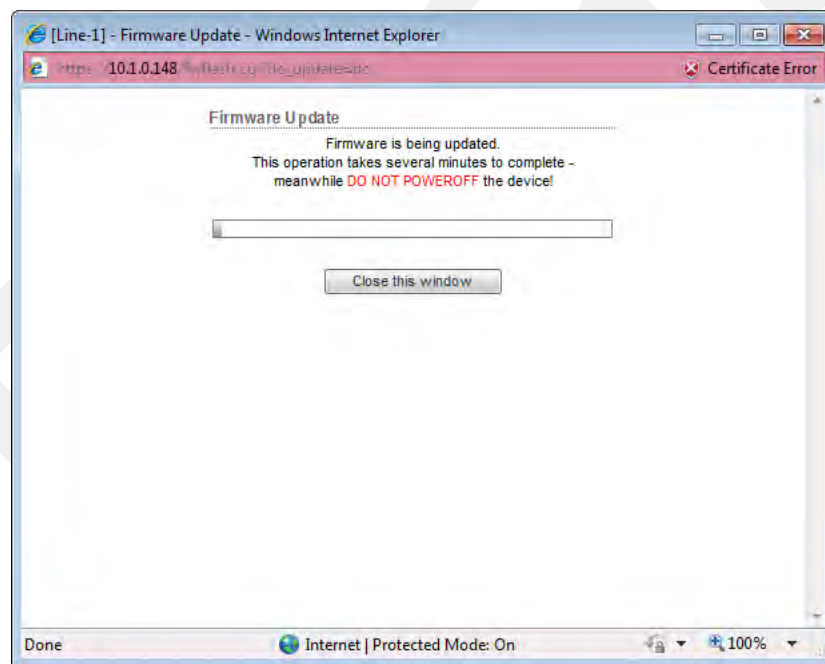 [Line-1] - Firmware Update - Windows Internet Explorer
10.1.0.148
Certificate Error
Firmware Update
Firmware is being updated.
This operation takes several minutes to complete -
meanwhile DO NOT POWEROFF the device!
Close this window
Done
Internet | Protected Mode: On
100%